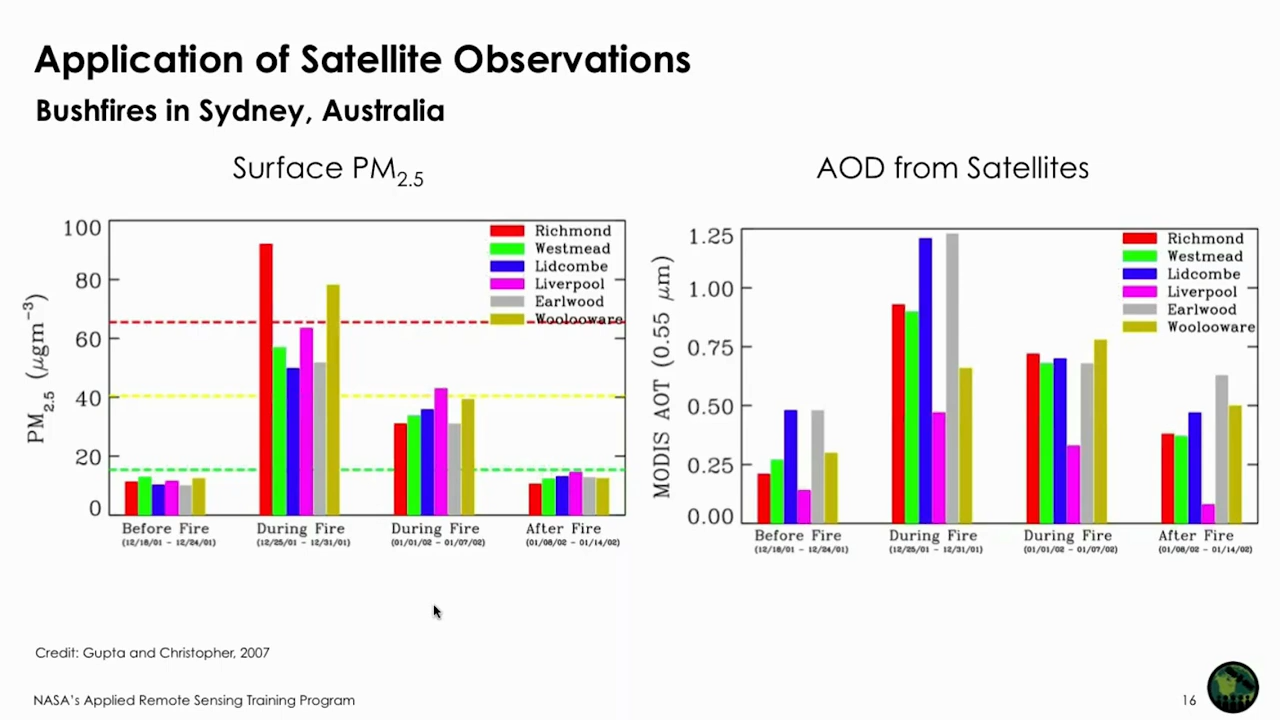 Application of Satellite Observations
Bushfires in Sydney, Australia
Surface PM2.5
100
80
60
40
20
0
PM2.5 (μgm−3)
Richmond
Westmead
Lidcombe
Liverpool
Earlwood
Woolooware
Before Fire
(12/18/01 − 12/24/01)
During Fire
(12/25/01 − 12/31/01)
During Fire
(01/01/02 − 01/07/02)
After Fire
(01/08/02 − 01/14/02)
AOD from Satellites
1.25
1.00
0.75
0.50
0.25
0.00
MODIS AOT (0.55 μm)
Richmond
Westmead
Lidcombe
Liverpool
Earlwood
Woolooware
Before Fire
(12/18/01 − 12/24/01)
During Fire
(12/25/01 − 12/31/01)
During Fire
(01/01/02 − 01/07/02)
After Fire
(01/08/02 − 01/14/02)
Credit: Gupta and Christopher, 2007
NASA's Applied Remote Sensing Training Program
16